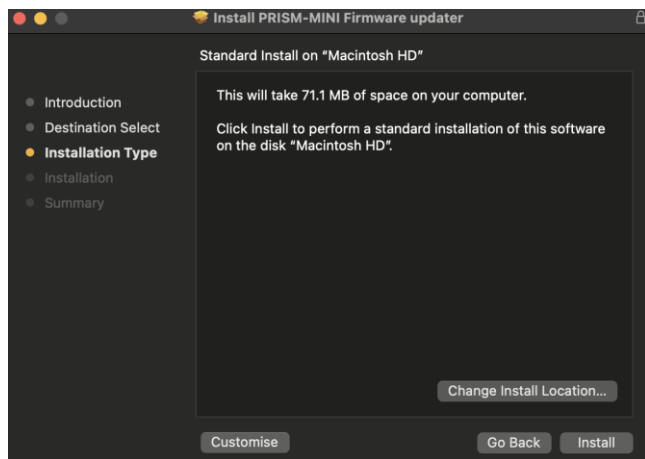 Install PRISM-MINI Firmware updater
Standard Install on “Macintosh HD”
Introduction
Destination Select
Installation Type
Installation
Summary
This will take 71.1 MB of space on your computer.
Click Install to perform a standard installation of this software
on the disk “Macintosh HD”.
Change Install Location...
Customise
Go Back
Install